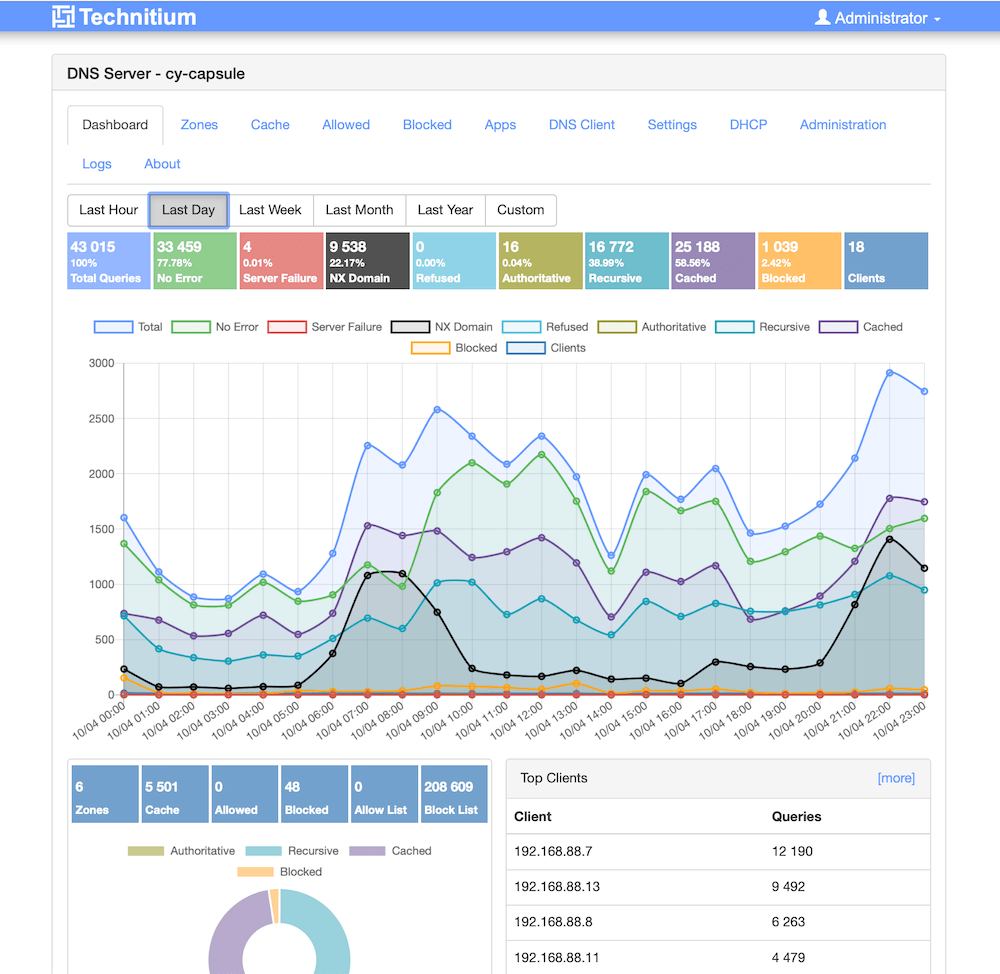 Technitium
Administrator
DNS Server - cy-capsule
Dashboard Zones Cache Allowed Blocked Apps DNS Client Settings DHCP Administration
Logs About
Last Hour Last Day Last Week Last Month Last Year Custom
43 015 33 459 4 9 538 0 16 16 772 25 188 1 039 18
100% 77.78% 0.01% 22.17% 0.00% 0.04% 38.99% 58.56% 2.42%
Total Queries No Error Server Failure NX Domain Refused Authoritative Recursive Cached Blocked Clients
Total No Error Server Failure NX Domain Refused Authoritative Recursive Cached
Blocked Clients
3000
2500
2000
1500
1000
500
0
10/04 00:00 10/04 01:00 10/04 02:00 10/04 03:00 10/04 04:00 10/04 05:00 10/04 06:00 10/04 07:00 10/04 08:00 10/04 09:00 10/04 10:00 10/04 11:00 10/04 12:00 10/04 13:00 10/04 14:00 10/04 15:00 10/04 16:00 10/04 17:00 10/04 18:00 10/04 19:00 10/04 20:00 10/04 21:00 10/04 22:00 10/04 23:00
6 5 501 0 48 0 208 609
Zones Cache Allowed Blocked Allow List Block List
Authoritative Recursive Cached
Blocked
Top Clients [more]
Client Queries
192.168.88.7 12 190
192.168.88.13 9 492
192.168.88.8 6 263
192.168.88.11 4 479